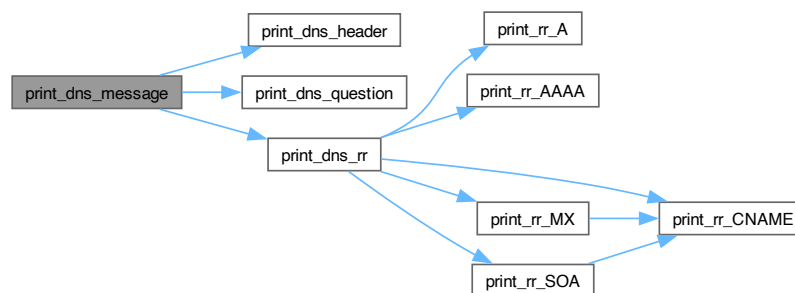 print_dns_message
print_dns_header
print_dns_question
print_dns_rr
print_rr_A
print_rr_AAAA
print_rr_MX
print_rr_SOA
print_rr_CNAME